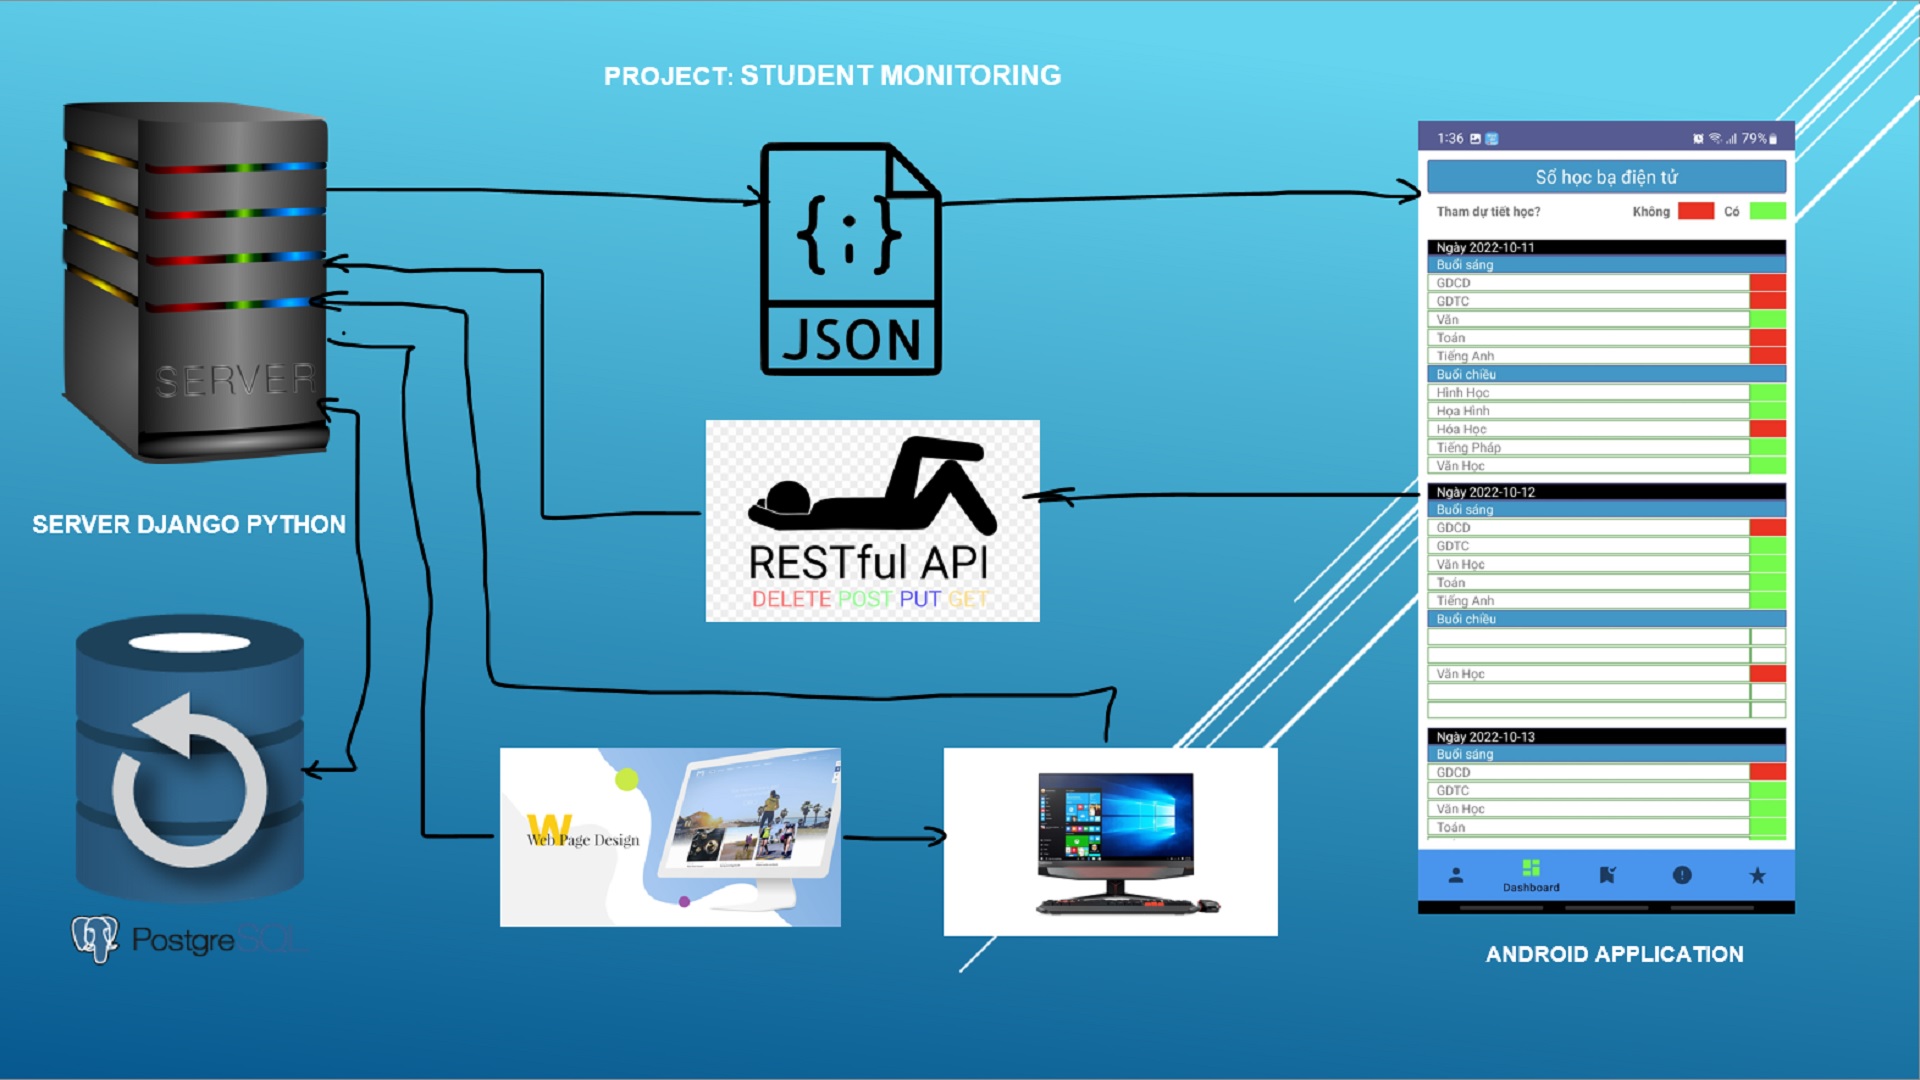 PROJECT: STUDENT MONITORING
SERVER
SERVER DJANGO PYTHON
PostgreSQL
{;}
JSON
RESTful API
DELETE POST PUT GET
W
Web Page Design
1:36
79%
Sổ học bạ điện tử
Tham dự tiết học?
Không
Có
Ngày 2022-10-11
Buổi sáng
GDCD
GDTC
Văn
Toán
Tiếng Anh
Buổi chiều
Hình Học
Họa Hình
Hóa Học
Tiếng Pháp
Văn Học
Ngày 2022-10-12
Buổi sáng
GDCD
GDTC
Văn Học
Toán
Tiếng Anh
Buổi chiều
Văn Học
Ngày 2022-10-13
Buổi sáng
GDCD
GDTC
Văn Học
Toán
Dashboard
ANDROID APPLICATION